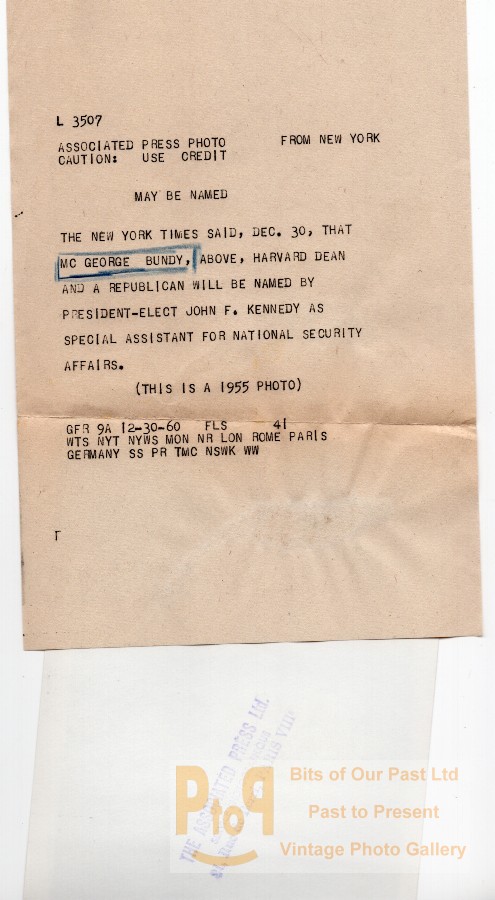 L 3507
ASSOCIATED PRESS PHOTO FROM NEW YORK
CAUTION: USE CREDIT
MAY BE NAMED
THE NEW YORK TIMES SAID, DEC. 30, THAT
MC GEORGE BUNDY, ABOVE, HARVARD DEAN
AND A REPUBLICAN WILL BE NAMED BY
PRESIDENT-ELECT JOHN F. KENNEDY AS
SPECIAL ASSISTANT FOR NATIONAL SECURITY
AFFAIRS.
(THIS IS A 1955 PHOTO)
GFR 9A 12-30-60 FLS 41
WTS NYT NYWS MON NR LON ROME PARIS
GERMANY SS PR TMC NSWK WW
THE ASSOCIATED PRESS Ltd.
PARIS VIIIe
PtoP
Bits of Our Past Ltd
Past to Present
Vintage Photo Gallery